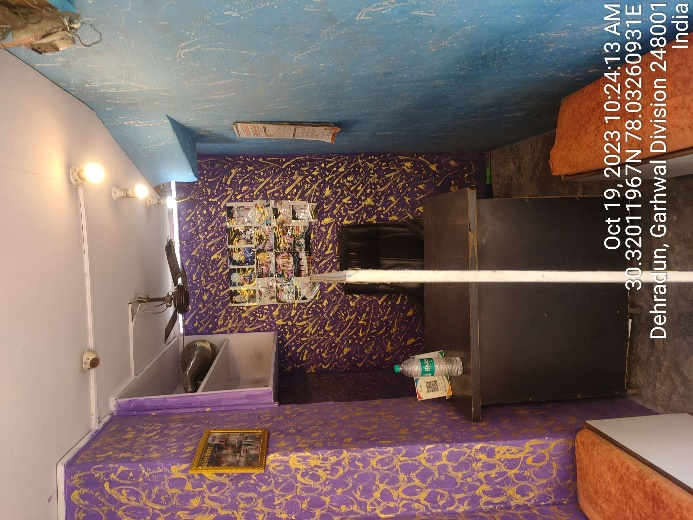 Oct 19, 2023 10:24:13 AM
30.32011967N 78.03260931E
Dehradun, Garhwal Division 248001
India